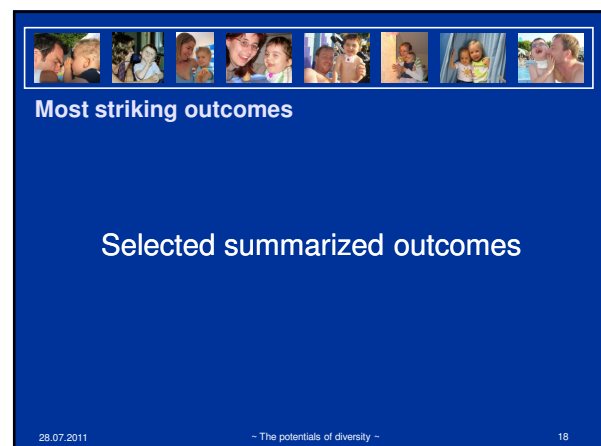 Most striking outcomes
Selected summarized outcomes
28.07.2011 ~ The potentials of diversity ~ 18